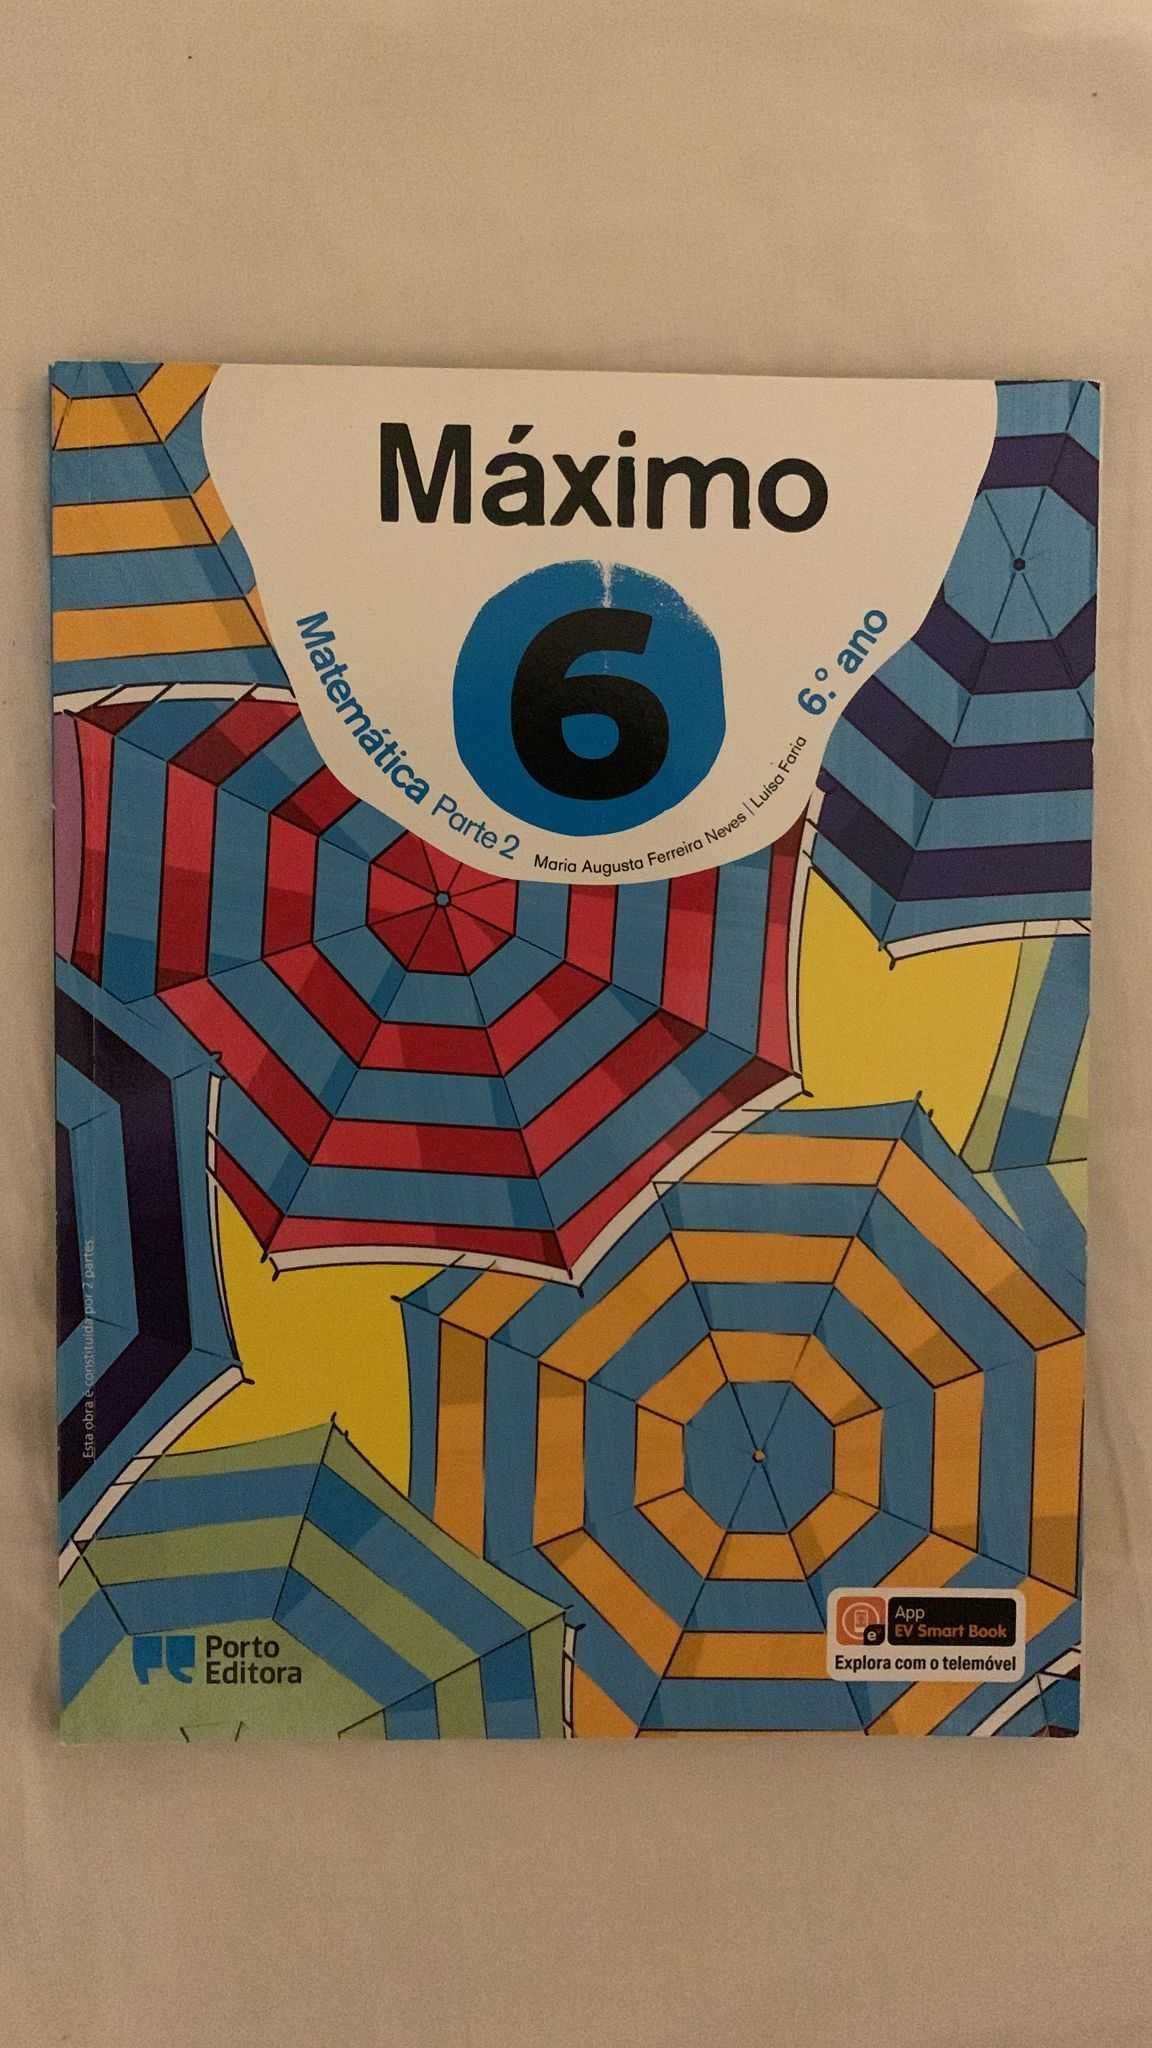 Máximo
6
Matemática Parte 2
Maria Augusta Ferreira Neves | Luísa Faria
6.º ano
Esta obra é constituída por 2 partes.
Porto
Editora
App
EV Smart Book
Explora com o telemóvel